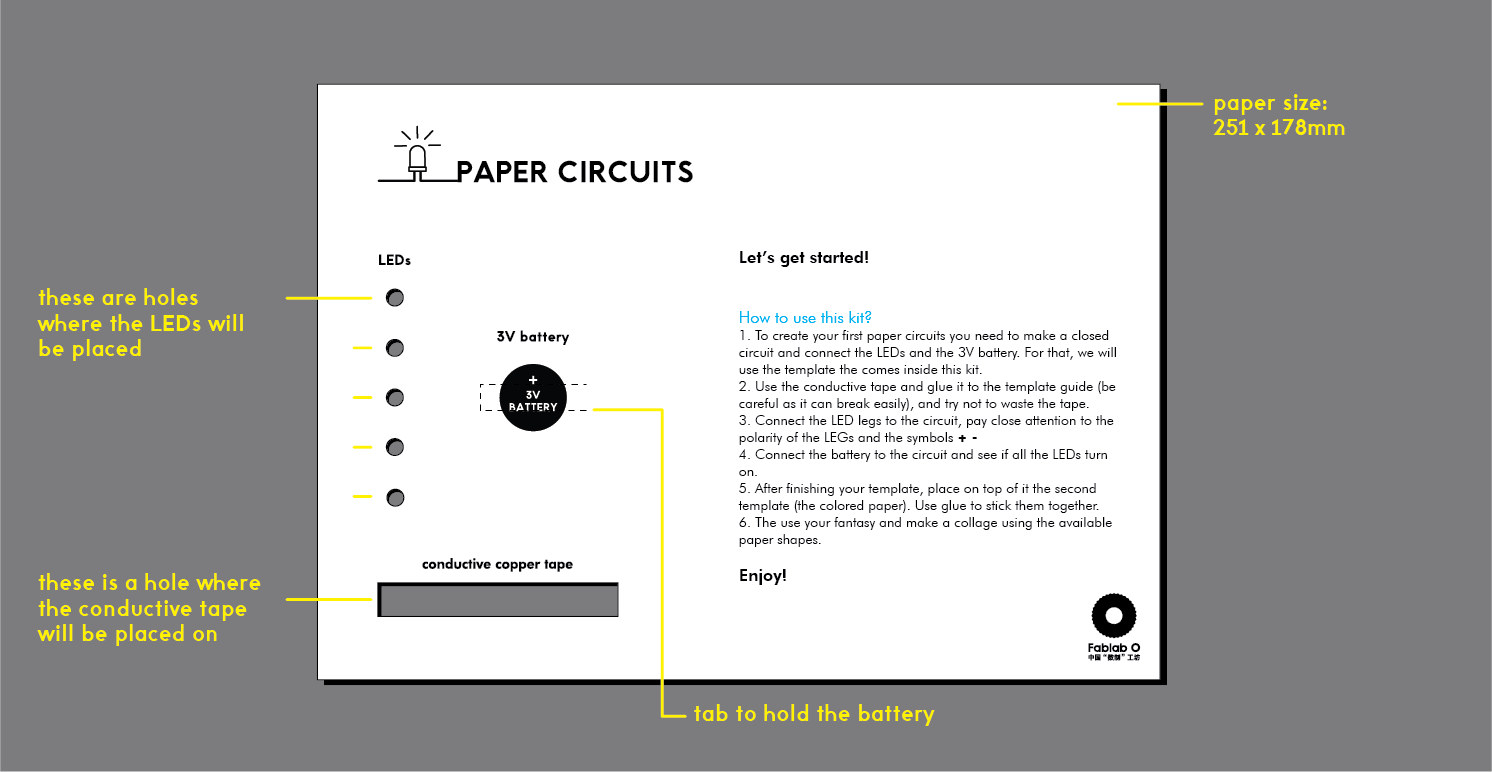 paper size:
251 x 178mm
PAPER CIRCUITS
LEDs
these are holes
where the LEDs will
be placed
3V battery
+
3V
BATTERY
conductive copper tape
these is a hole where
the conductive tape
will be placed on
tab to hold the battery
Let's get started!
How to use this kit?
1. To create your first paper circuits you need to make a closed
circuit and connect the LEDs and the 3V battery. For that, we will
use the template the comes inside this kit.
2. Use the conductive tape and glue it to the template guide (be
careful as it can break easily), and try not to waste the tape.
3. Connect the LED legs to the circuit, pay close attention to the
polarity of the LEGs and the symbols + -
4. Connect the battery to the circuit and see if all the LEDs turn
on.
5. After finishing your template, place on top of it the second
template (the colored paper). Use glue to stick them together.
6. The use your fantasy and make a collage using the available
paper shapes.
Enjoy!
Fablab O
中国“数制”工坊